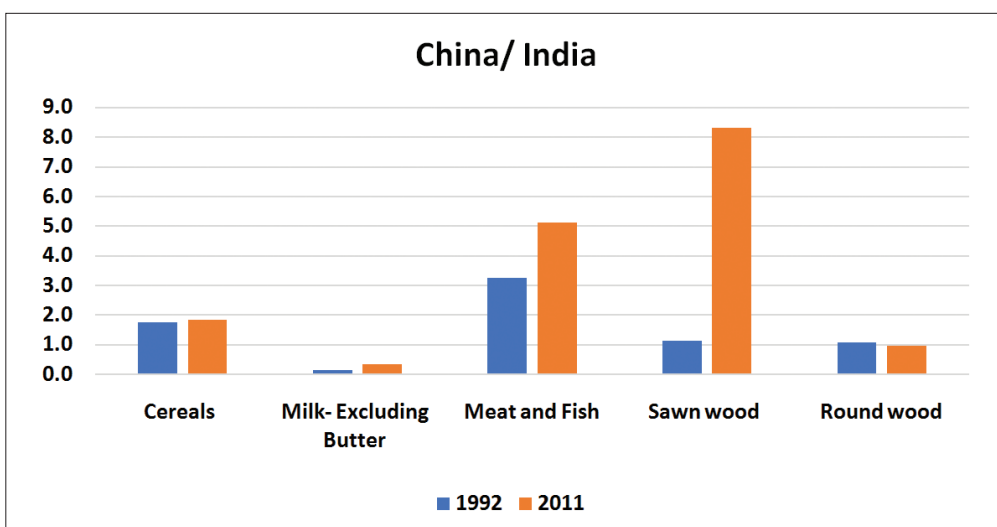 China/ India
9.0
8.0
7.0
6.0
5.0
4.0
3.0
2.0
1.0
0.0
Cereals
Milk- Excluding
Butter
Meat and Fish
Sawn wood
Round wood
1992
2011